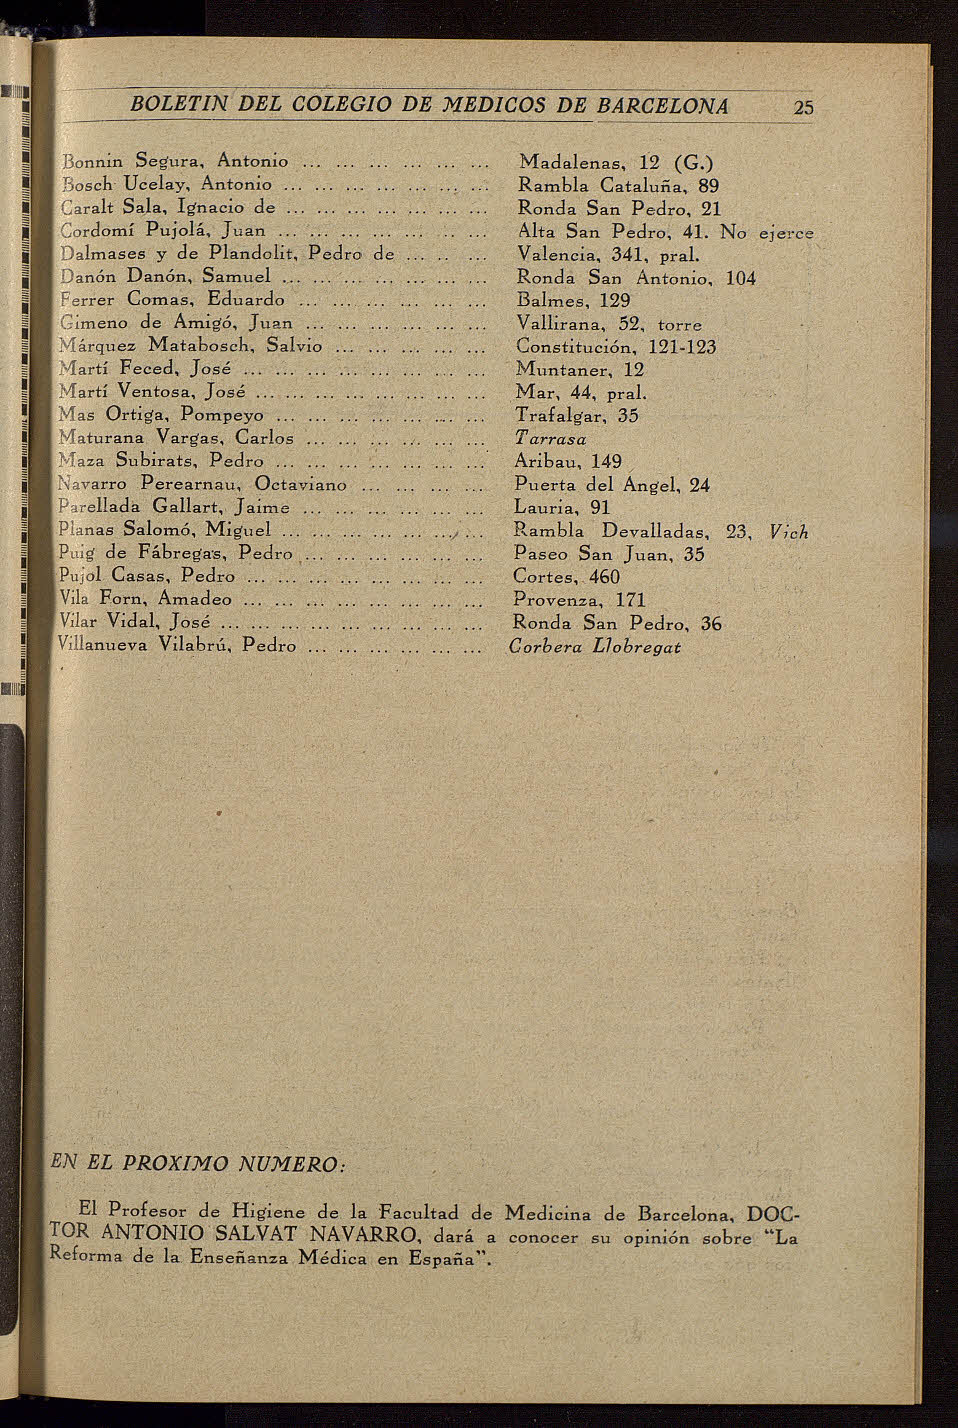 BOLETIN DEL COLEGIO DE MEDICOS DE BARCELONA 25
Bonnin Segura, Antonio ... ... ... ... ... ... Madalenas, 12 (G.)
Bosch Ucelay, Antonio ... ... ... ... ... ... ... Rambla Cataluña, 89
Caralt Sala, Ignacio de ... ... ... ... ... ... ... Ronda San Pedro, 21
Cordomí Pujolá, Juan ... ... ... ... ... .. ... Alta San Pedro, 41. No ejerce
Dalmases y de Plandolit, Pedro de ... .. ... Valencia, 341, pral.
Danón Danón, Samuel ... ... ... ... ... ... ... Ronda San Antonio, 104
Ferrer Comas, Eduardo ... ... ... ... ... ... Balmes, 129
Gimeno de Amigó, Juan ... ... ... ... ... ... Vallirana, 52, torre
Márquez Matabosch, Salvio ... ... ... ... ... Constitución, 121-123
Martí Feced, José ... ... ... ... ... ... ... ... Muntaner, 12
Martí Ventosa, José ... ... ... ... ... ... ... ... Mar, 44, pral.
Mas Ortiga, Pompeyo ... ... ... ... ... ... ... Trafalgar, 35
Maturana Vargas, Carlos ... ... ... ... ... ... Tarrasa
Maza Subirats, Pedro ... ... ... ... ... ... ... Aribau, 149
Navarro Perearnau, Octaviano ... ... ... ... Puerta del Angel, 24
Parellada Gallart, Jaime ... ... ... ... ... ... Lauria, 91
Planas Salomó, Miguel ... ... ... ... ... ... ... Rambla Devalladas, 23, Vich
Puig de Fábregas, Pedro ... ... ... ... ... ... Paseo San Juan, 35
Pujol Casas, Pedro ... ... ... ... ... ... ... ... Cortes, 460
Vila Forn, Amadeo ... ... ... ... ... ... ... ... Provenza, 171
Vilar Vidal, José ... ... ... ... ... ... ... ... ... Ronda San Pedro, 36
Villanueva Vilabrú, Pedro ... ... ... ... ... ... Corbera Llobregat
EN EL PROXIMO NUMERO:
El Profesor de Higiene de la Facultad de Medicina de Barcelona, DOC-
TOR ANTONIO SALVAT NAVARRO, dará a conocer su opinión sobre “La
Reforma de la Enseñanza Médica en España”.